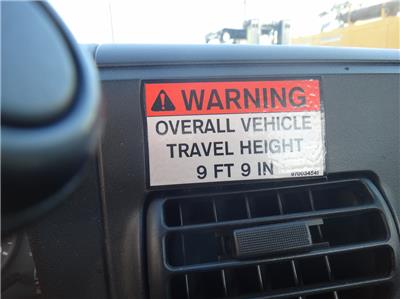 WARNING
OVERALL VEHICLE
TRAVEL HEIGHT
9 FT 9 IN